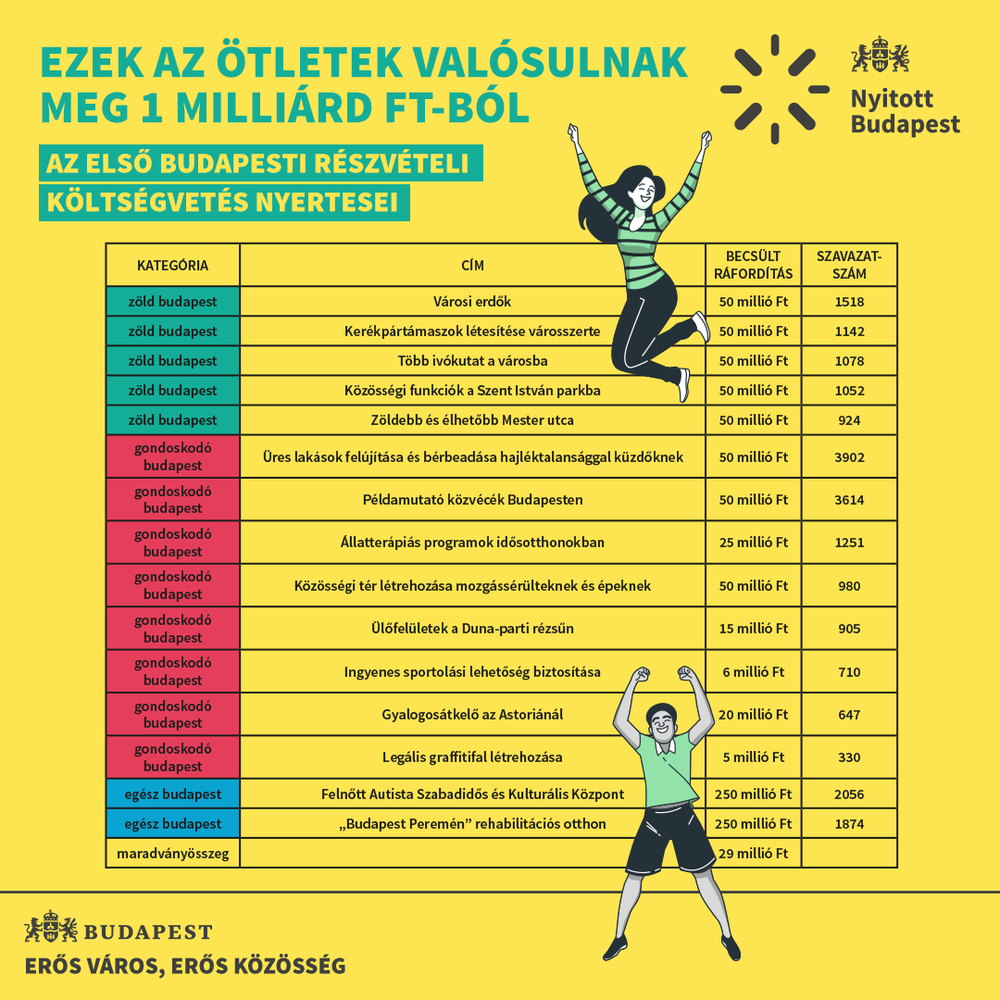 EZEK AZ ÖTLETEK VALÓSULNAK
MEG 1 MILLIÁRD FT-BÓL
Nyitott
Budapest
AZ ELSŐ BUDAPESTI RÉSZVÉTELI
KÖLTSÉGVETÉS NYERTESEI
KATEGÓRIA CÍM BECSÜLT RÁFORDÍTÁS SZAVAZAT-SZÁM
zöld budapest Városi erdők 50 millió Ft 1518
zöld budapest Kerékpártámaszok létesítése városszerte 50 millió Ft 1142
zöld budapest Több ivókutat a városba 50 millió Ft 1078
zöld budapest Közösségi funkciók a Szent István parkba 50 millió Ft 1052
zöld budapest Zöldebb és élhetőbb Mester utca 50 millió Ft 924
gondoskodó budapest Üres lakások felújítása és bérbeadása hajléktalansággal küzdőknek 50 millió Ft 3902
gondoskodó budapest Példamutató közvécék Budapesten 50 millió Ft 3614
gondoskodó budapest Állatterápiás programok idősotthonokban 25 millió Ft 1251
gondoskodó budapest Közösségi tér létrehozása mozgássérülteknek és épeknek 50 millió Ft 980
gondoskodó budapest Ülőfelületek a Duna-parti rézsűn 15 millió Ft 905
gondoskodó budapest Ingyenes sportolási lehetőség biztosítása 6 millió Ft 710
gondoskodó budapest Gyalogosátkelő az Astoriánál 20 millió Ft 647
gondoskodó budapest Legális graffitifal létrehozása 5 millió Ft 330
egész budapest Felnőtt Autista Szabadidős és Kulturális Központ 250 millió Ft 2056
egész budapest „Budapest Peremén” rehabilitációs otthon 250 millió Ft 1874
maradványösszeg 29 millió Ft
BUDAPEST
ERŐS VÁROS, ERŐS KÖZÖSSÉG